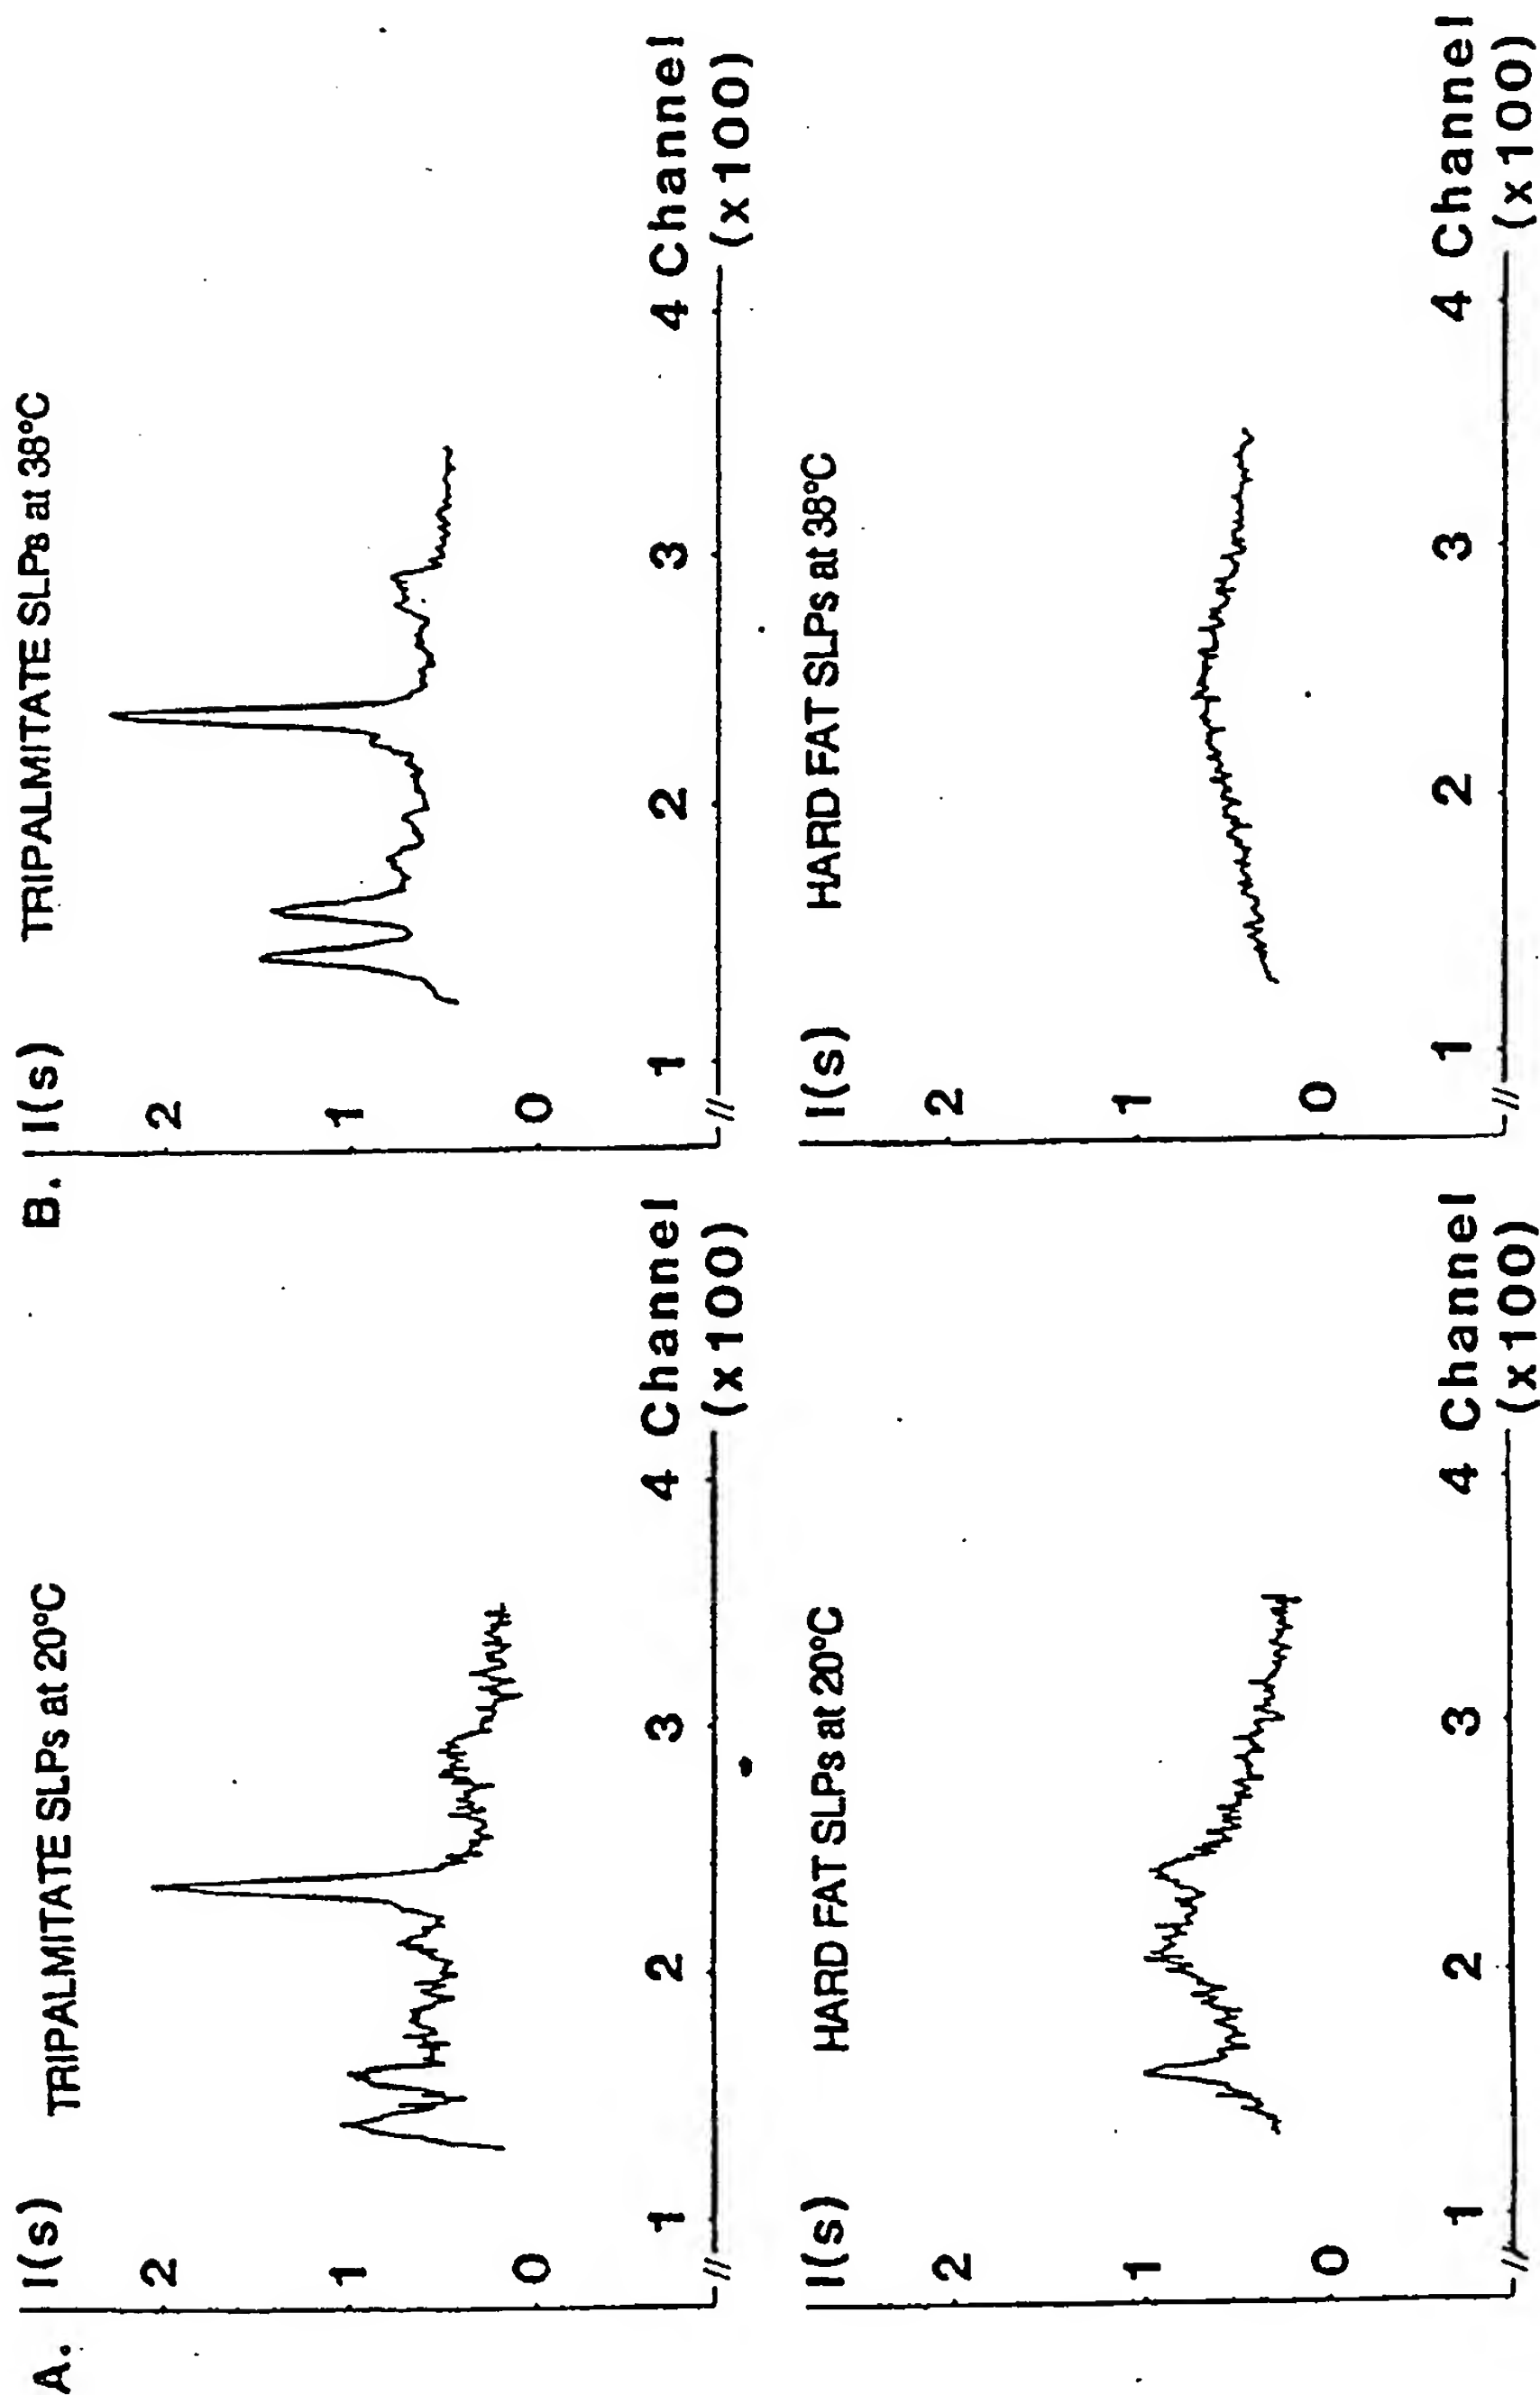 A.
I(s)
TRIPALMITATE SLPs at 20°C
2
1
0
1 2 3 4 Channel
(x100)
I(s)
HARD FAT SLPs at 20°C
2
1
0
1 2 3 4 Channel
(x100)
B.
I(s)
TRIPALMITATE SLPs at 38°C
2
1
0
1 2 3 4 Channel
(x100)
I(s)
HARD FAT SLPs at 38°C
2
1
0
1 2 3 4 Channel
(x100)